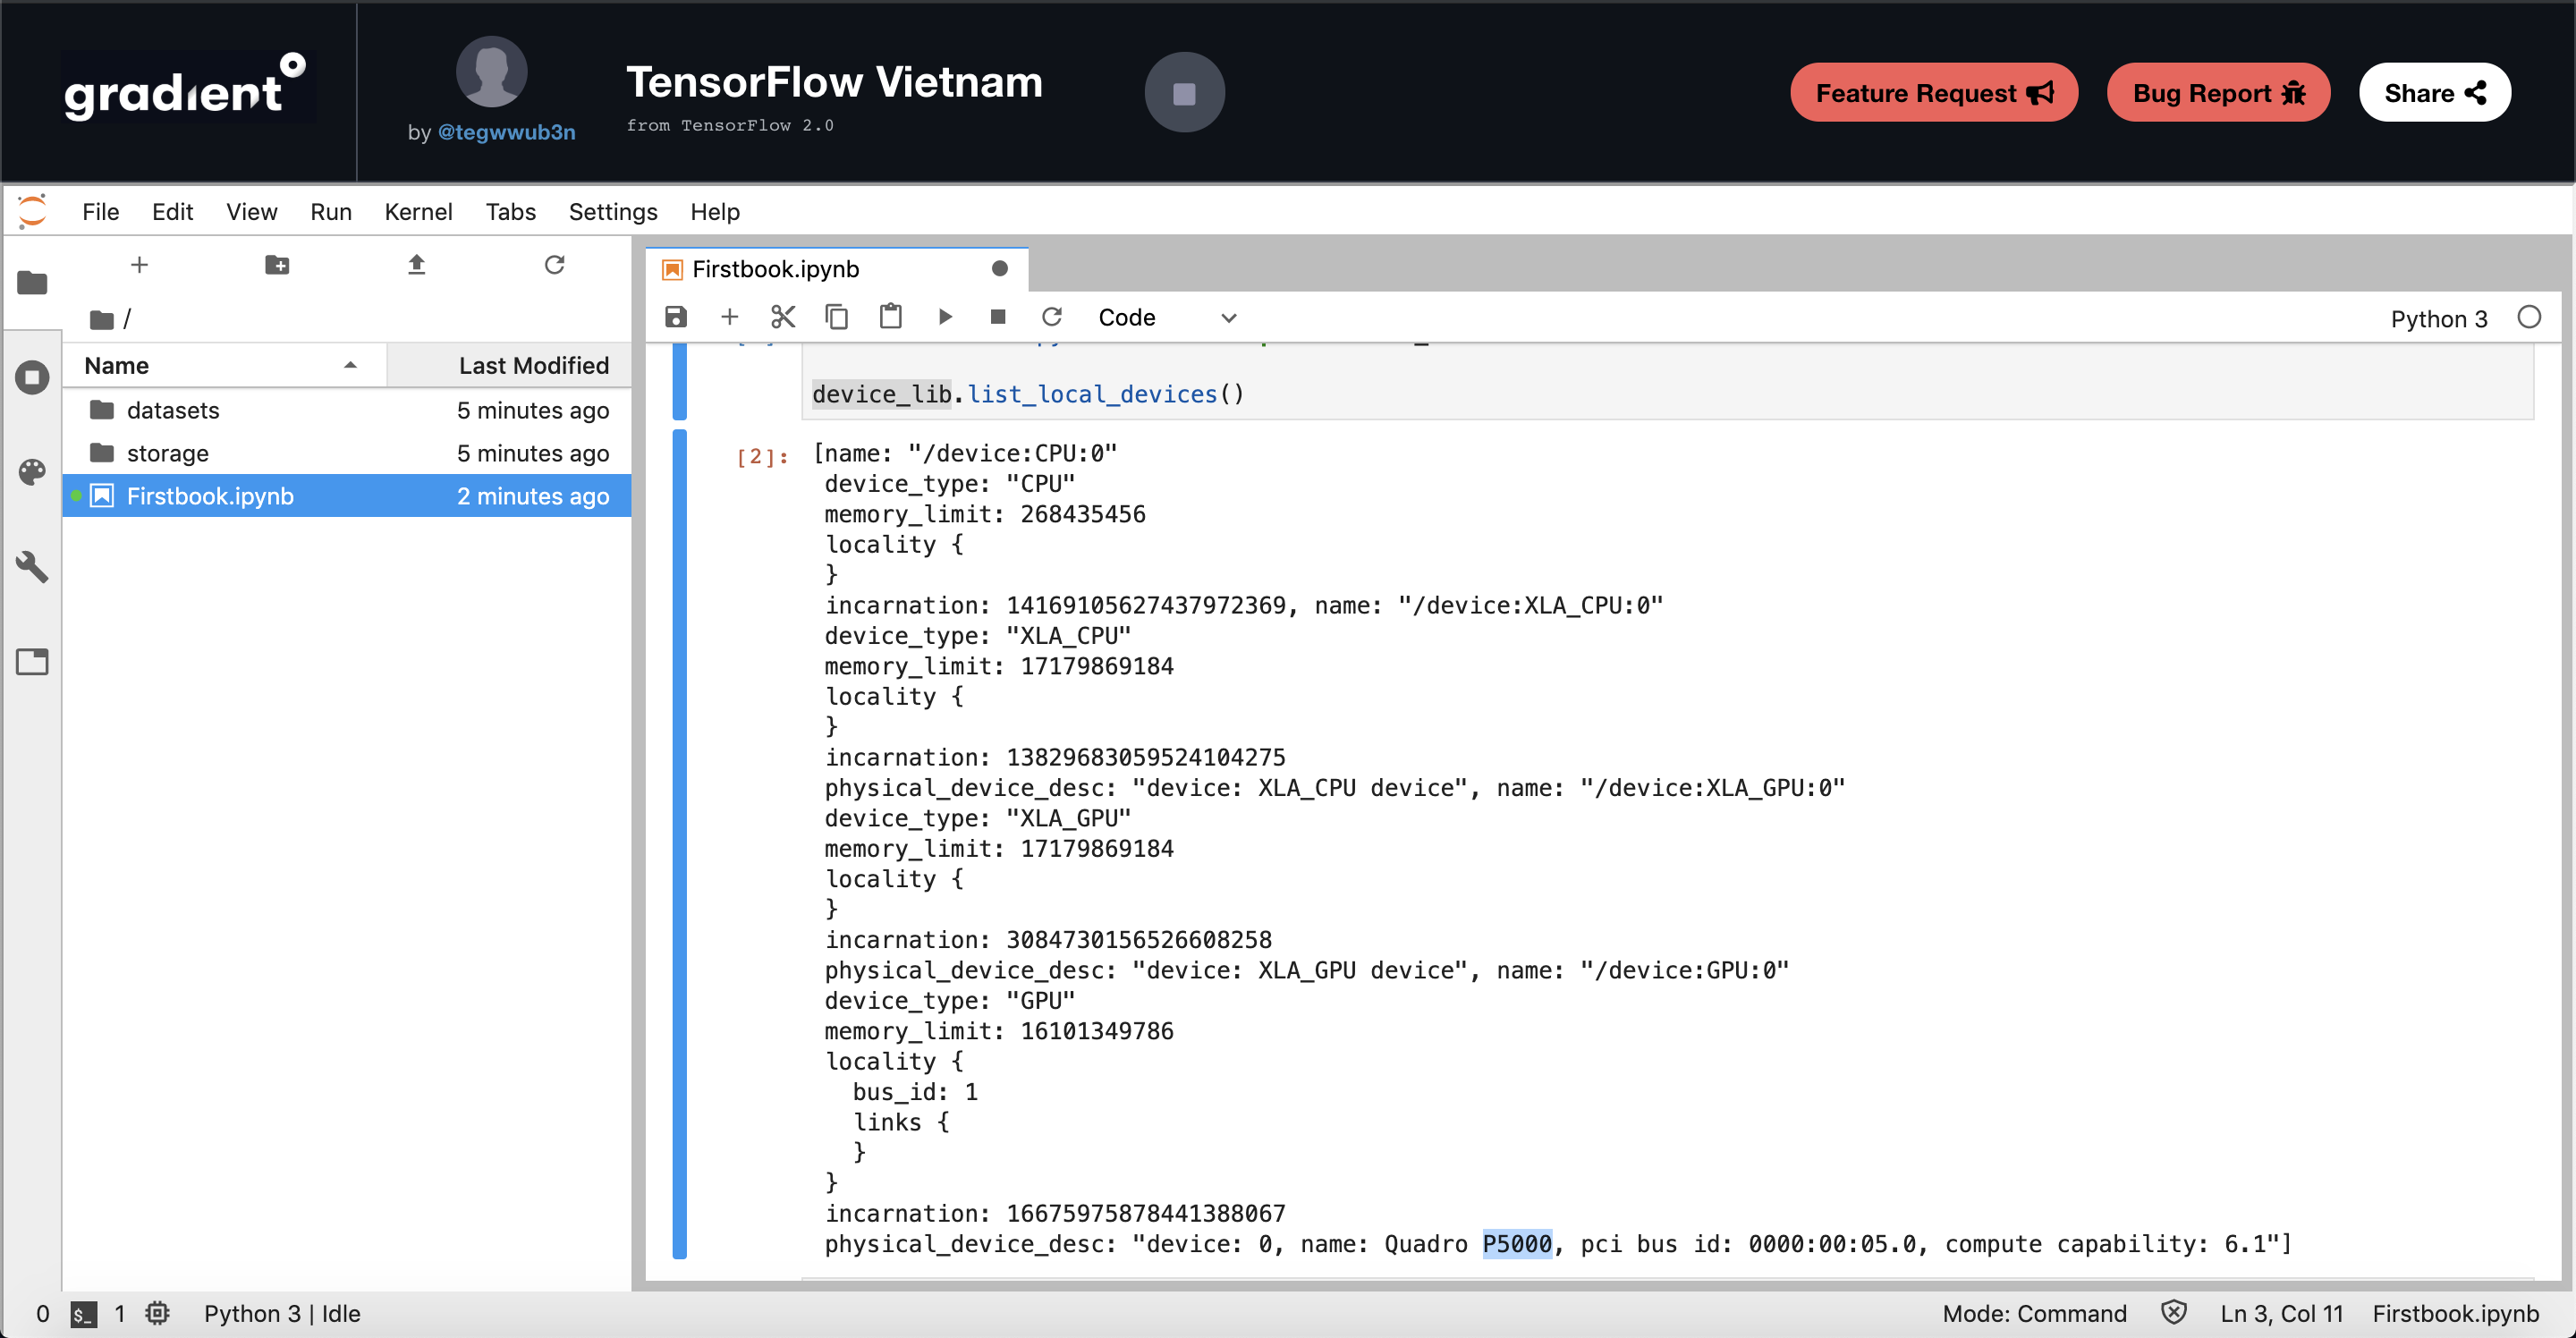 gradient
by @tegwwub3n
TensorFlow Vietnam
from TensorFlow 2.0
Feature Request
Bug Report
Share
File Edit View Run Kernel Tabs Settings Help
/
Name Last Modified
datasets 5 minutes ago
storage 5 minutes ago
Firstbook.ipynb 2 minutes ago
Firstbook.ipynb
Code
Python 3
device_lib.list_local_devices()
[2]: [name: "/device:CPU:0"
device_type: "CPU"
memory_limit: 268435456
locality {
}
incarnation: 14169105627437972369, name: "/device:XLA_CPU:0"
device_type: "XLA_CPU"
memory_limit: 17179869184
locality {
}
incarnation: 13829683059524104275
physical_device_desc: "device: XLA_CPU device", name: "/device:XLA_GPU:0"
device_type: "XLA_GPU"
memory_limit: 17179869184
locality {
}
incarnation: 3084730156526608258
physical_device_desc: "device: XLA_GPU device", name: "/device:GPU:0"
device_type: "GPU"
memory_limit: 16101349786
locality {
bus_id: 1
links {
}
}
incarnation: 16675975878441388067
physical_device_desc: "device: 0, name: Quadro P5000, pci bus id: 0000:00:05.0, compute capability: 6.1"]
0 $_ 1 Python 3 | Idle
Mode: Command Ln 3, Col 11 Firstbook.ipynb